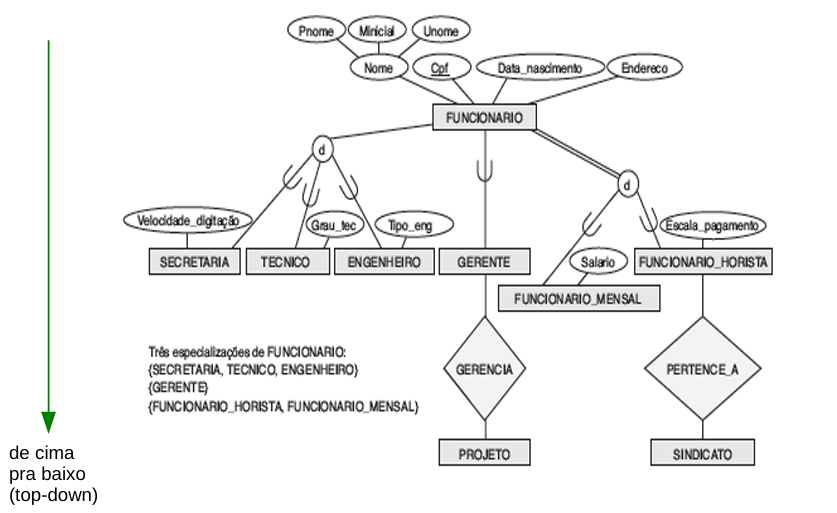 Pnome Minicial Unome
Nome Cpf Data_nascimento Endereco
FUNCIONARIO
d
d
Velocidade_digitação Grau_tec Tipo_eng Escala_pagamento
SECRETARIA TECNICO ENGENHEIRO GERENTE Salario FUNCIONARIO_HORISTA
FUNCIONARIO_MENSAL
Três especializações de FUNCIONARIO:
{SECRETARIA, TECNICO, ENGENHEIRO}
{GERENTE}
{FUNCIONARIO_HORISTA, FUNCIONARIO_MENSAL}
GERENCIA PERTENCE_A
PROJETO SINDICATO
de cima
pra baixo
(top-down)